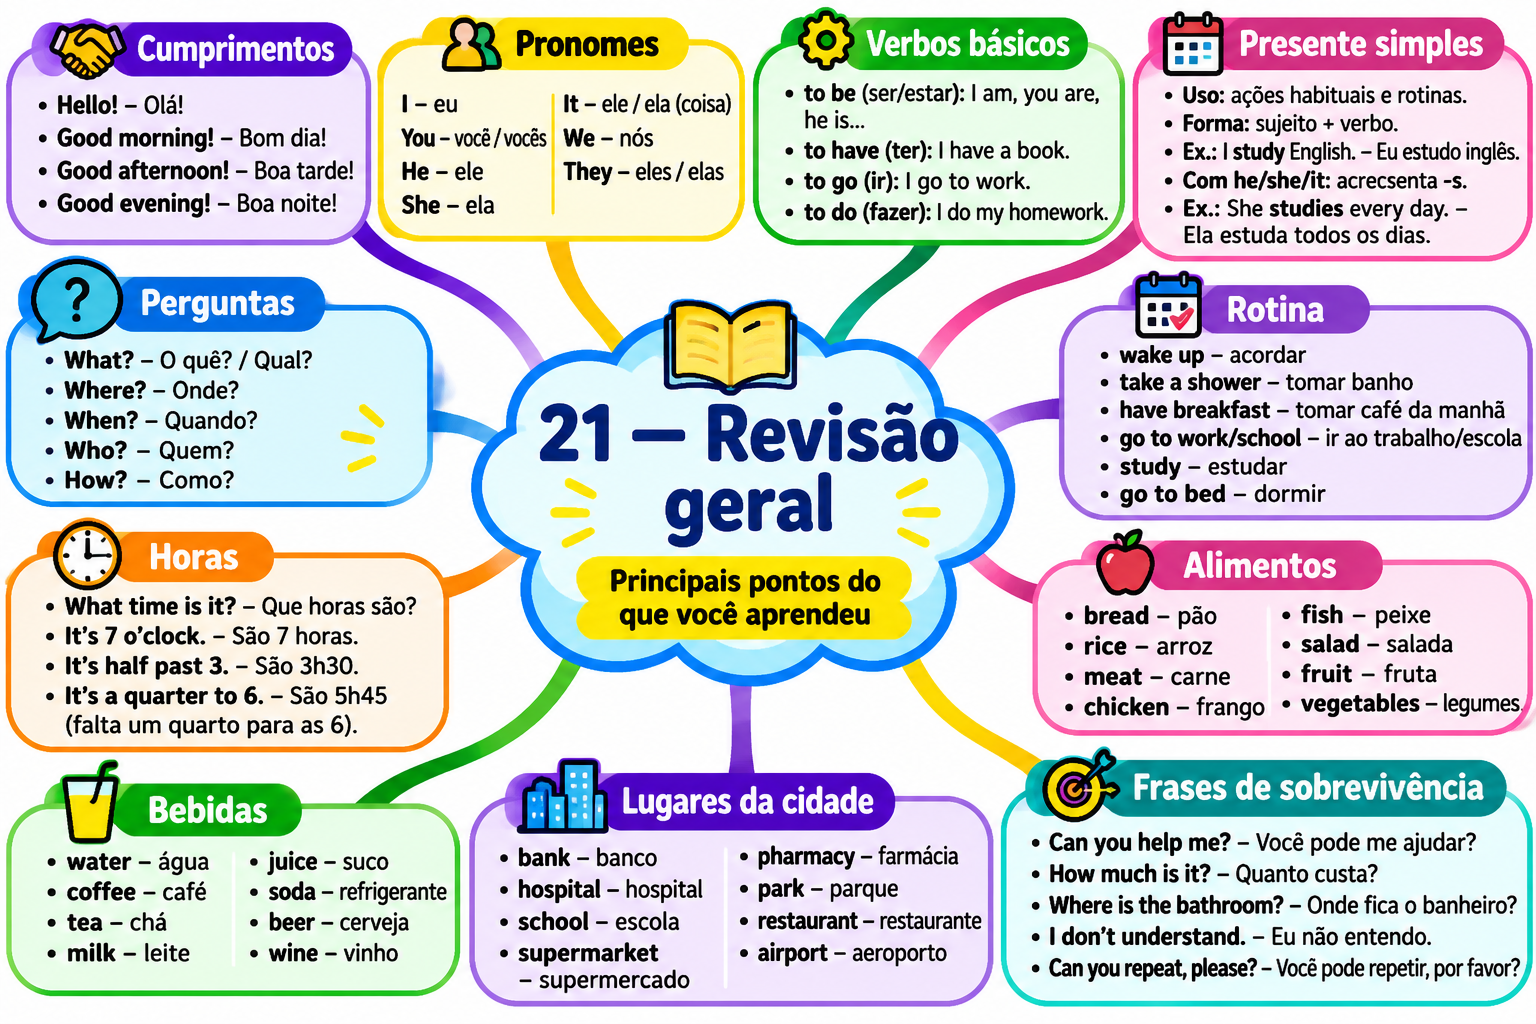 Cumprimentos
• Hello! – Olá!
• Good morning! – Bom dia!
• Good afternoon! – Boa tarde!
• Good evening! – Boa noite!
Pronomes
I – eu
You – você / vocês
He – ele
She – ela
It – ele / ela (coisa)
We – nós
They – eles / elas
Verbos básicos
• to be (ser/estar): I am, you are,
he is...
• to have (ter): I have a book.
• to go (ir): I go to work.
• to do (fazer): I do my homework.
Presente simples
• Uso: ações habituais e rotinas.
• Forma: sujeito + verbo.
• Ex.: I study English. – Eu estudo inglês.
• Com he/she/it: acrecsenta -s.
• Ex.: She studies every day. –
Ela estuda todos os dias.
Perguntas
• What? – O quê? / Qual?
• Where? – Onde?
• When? – Quando?
• Who? – Quem?
• How? – Como?
21 – Revisão
geral
Principais pontos do
que você aprendeu
Rotina
• wake up – acordar
• take a shower – tomar banho
• have breakfast – tomar café da manhã
• go to work/school – ir ao trabalho/escola
• study – estudar
• go to bed – dormir
Horas
• What time is it? – Que horas são?
• It's 7 o'clock. – São 7 horas.
• It's half past 3. – São 3h30.
• It's a quarter to 6. – São 5h45
(falta um quarto para as 6).
Alimentos
• bread – pão
• rice – arroz
• meat – carne
• chicken – frango
• fish – peixe
• salad – salada
• fruit – fruta
• vegetables – legumes.
Bebidas
• water – água
• coffee – café
• tea – chá
• milk – leite
• juice – suco
• soda – refrigerante
• beer – cerveja
• wine – vinho
Lugares da cidade
• bank – banco
• hospital – hospital
• school – escola
• supermarket
– supermercado
• pharmacy – farmácia
• park – parque
• restaurant – restaurante
• airport – aeroporto
Frases de sobrevivência
• Can you help me? – Você pode me ajudar?
• How much is it? – Quanto custa?
• Where is the bathroom? – Onde fica o banheiro?
• I don't understand. – Eu não entendo.
• Can you repeat, please? – Você pode repetir, por favor?